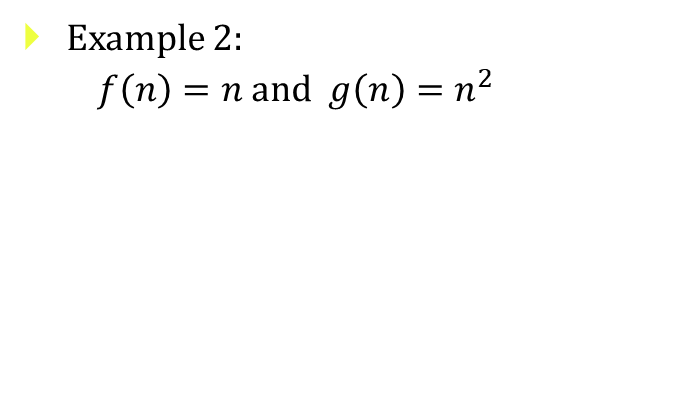 Example 2:
f(n) = n and g(n) = n²